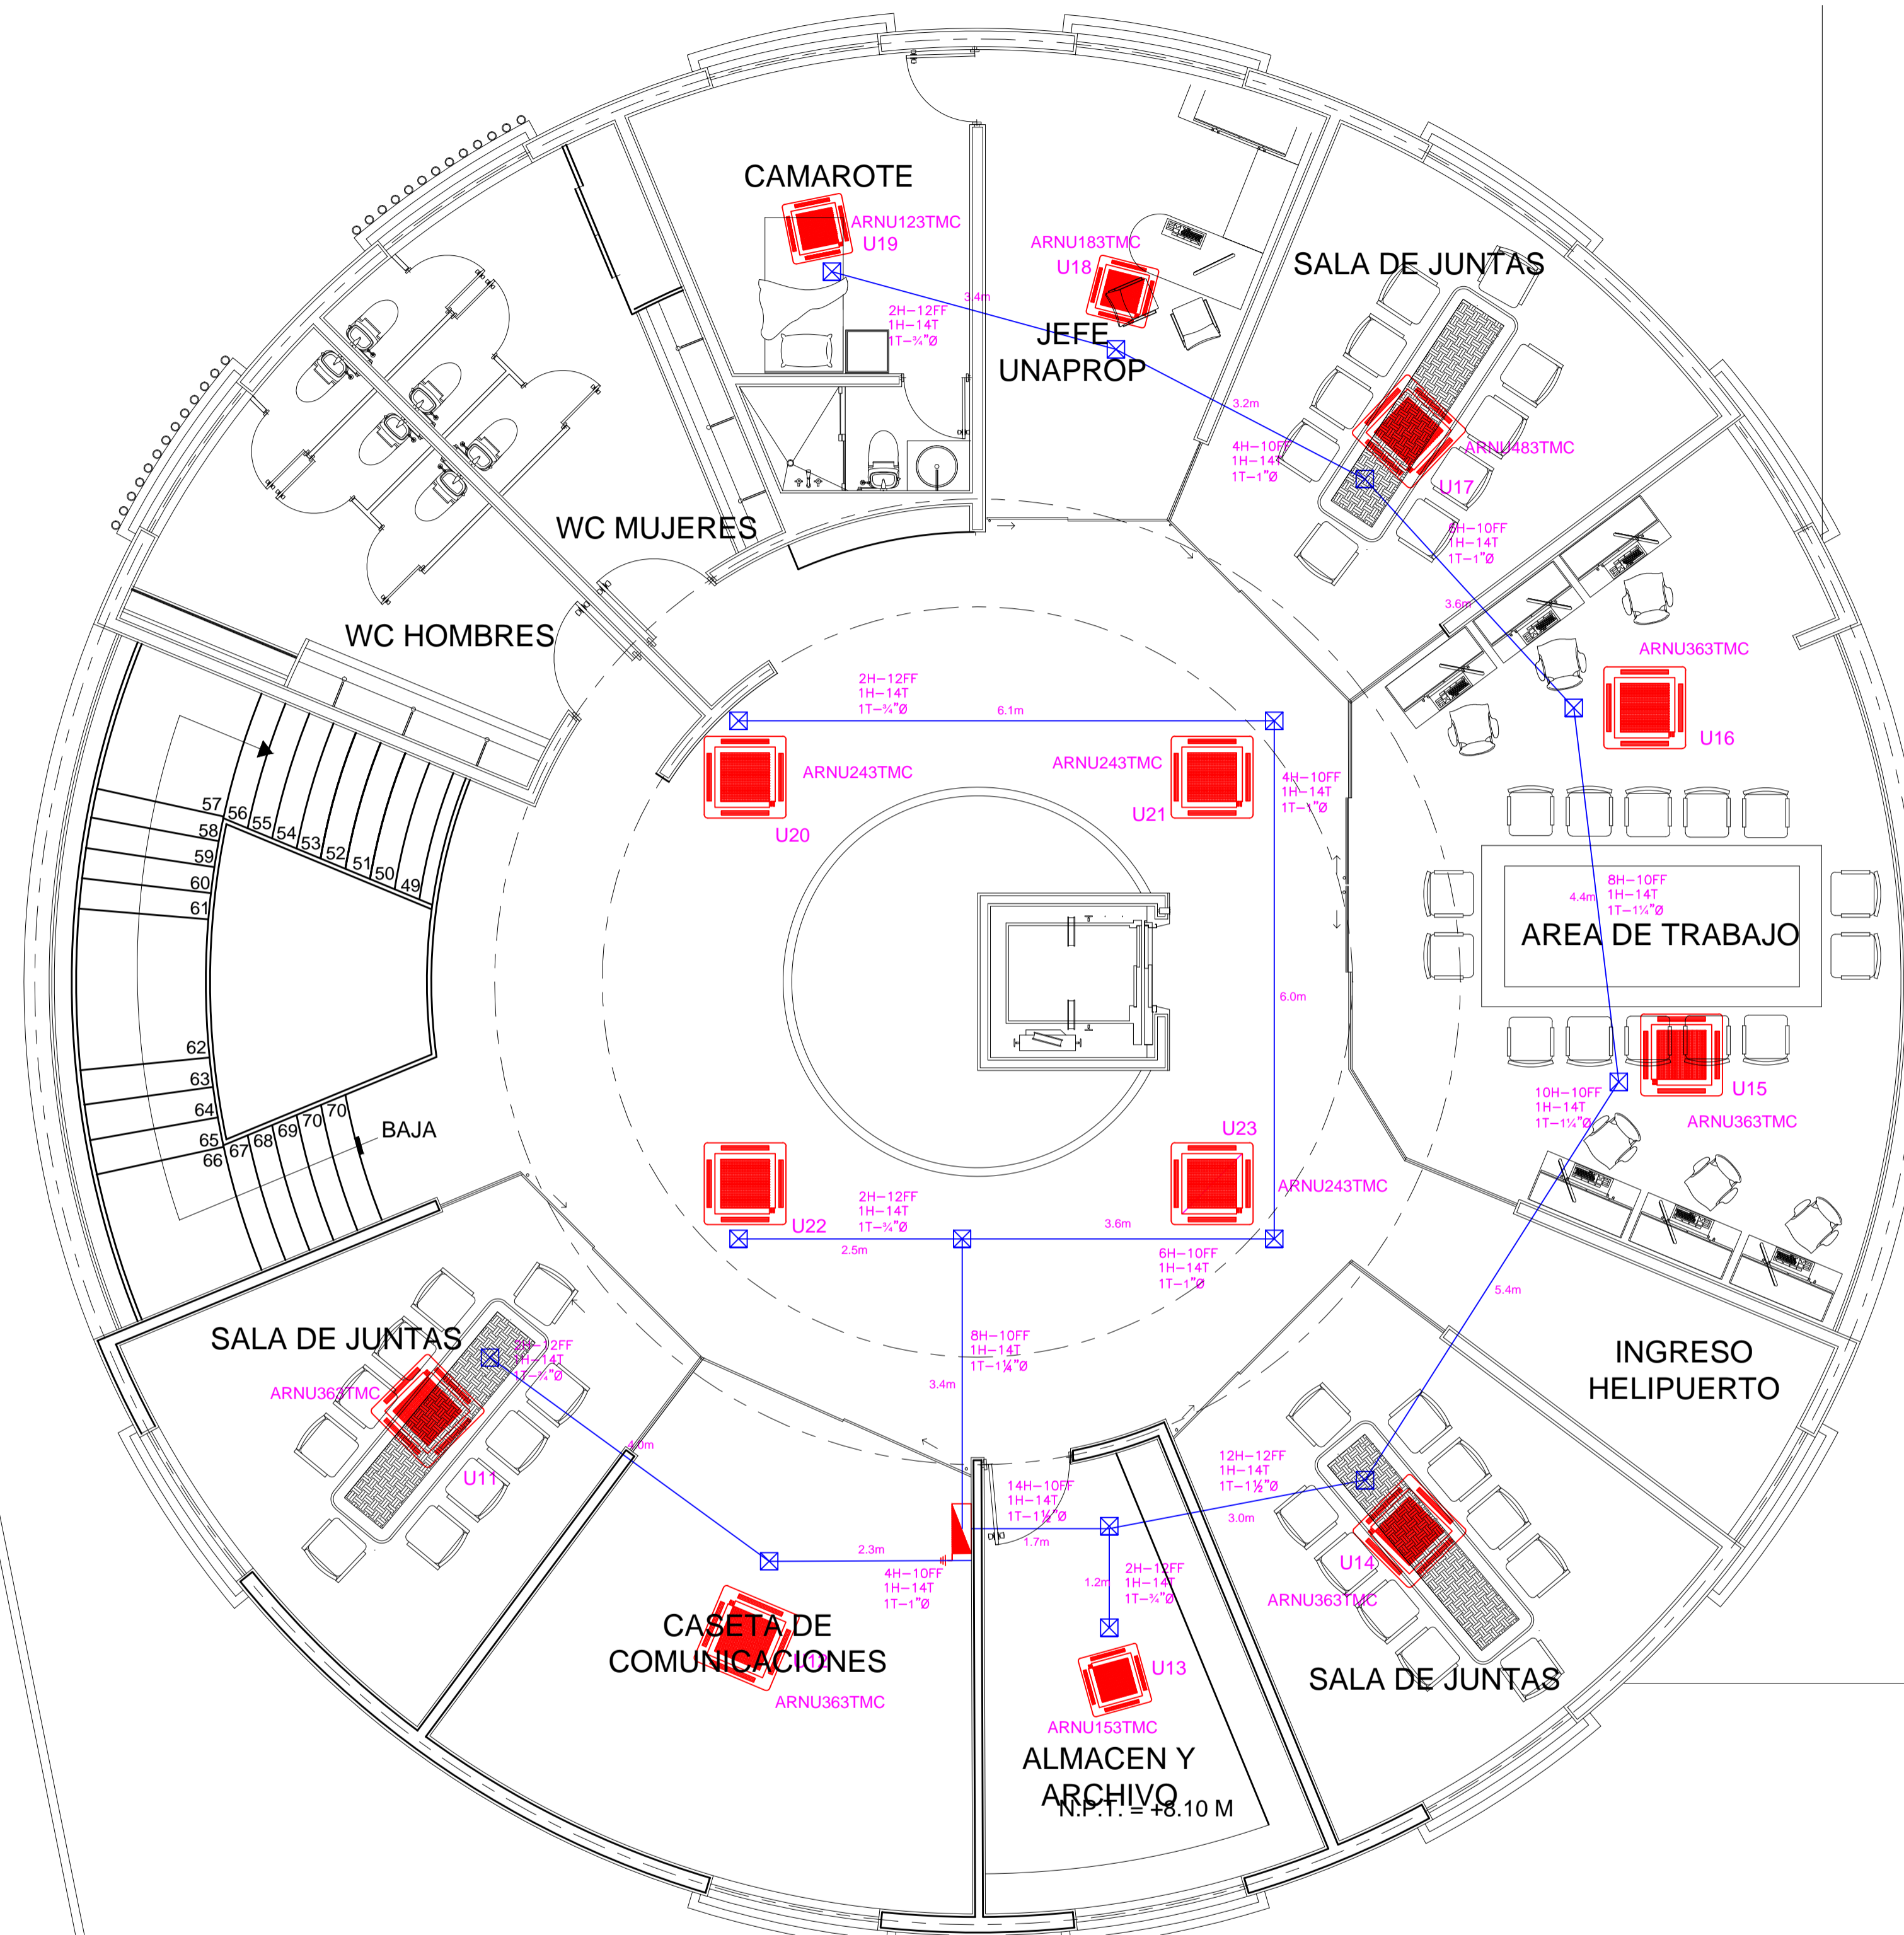 CAMAROTE
ARNU123TMC
U19
ARNU183TMC
U18
SALA DE JUNTAS
3.4m
2H-12FF
1H-14T
1T-¾"Ø
JEFE
UNAPROP
3.2m
4H-10FF
1H-14T
1T-1"Ø
ARNU483TMC
U17
WC MUJERES
6H-10FF
1H-14T
1T-1"Ø
3.6m
WC HOMBRES
ARNU363TMC
U16
2H-12FF
1H-14T
1T-¾"Ø
6.1m
ARNU243TMC
U20
ARNU243TMC
U21
4H-10FF
1H-14T
1T-1"Ø
57
58
59
60
61
56
55
54
53
52
51
50
49
8H-10FF
1H-14T
1T-1¼"Ø
4.4m
AREA DE TRABAJO
6.0m
62
63
64
65
66
67
68
69
70
70
BAJA
U15
10H-10FF
1H-14T
1T-1¼"Ø
ARNU363TMC
U23
ARNU243TMC
2H-12FF
1H-14T
1T-¾"Ø
U22
2.5m
3.6m
6H-10FF
1H-14T
1T-1"Ø
5.4m
SALA DE JUNTAS
2H-12FF
1H-14T
1T-¾"Ø
ARNU363TMC
8H-10FF
1H-14T
1T-1¼"Ø
3.4m
INGRESO
HELIPUERTO
4.0m
U11
12H-12FF
1H-14T
1T-1½"Ø
14H-10FF
1H-14T
1T-1½"Ø
3.0m
1.7m
2.3m
4H-10FF
1H-14T
1T-1"Ø
1.2m
2H-12FF
1H-14T
1T-¾"Ø
U14
ARNU363TMC
CASETA DE
COMUNICACIONES
U12
ARNU363TMC
U13
ARNU153TMC
SALA DE JUNTAS
ALMACEN Y
ARCHIVO
N.P.T. = +8.10 M